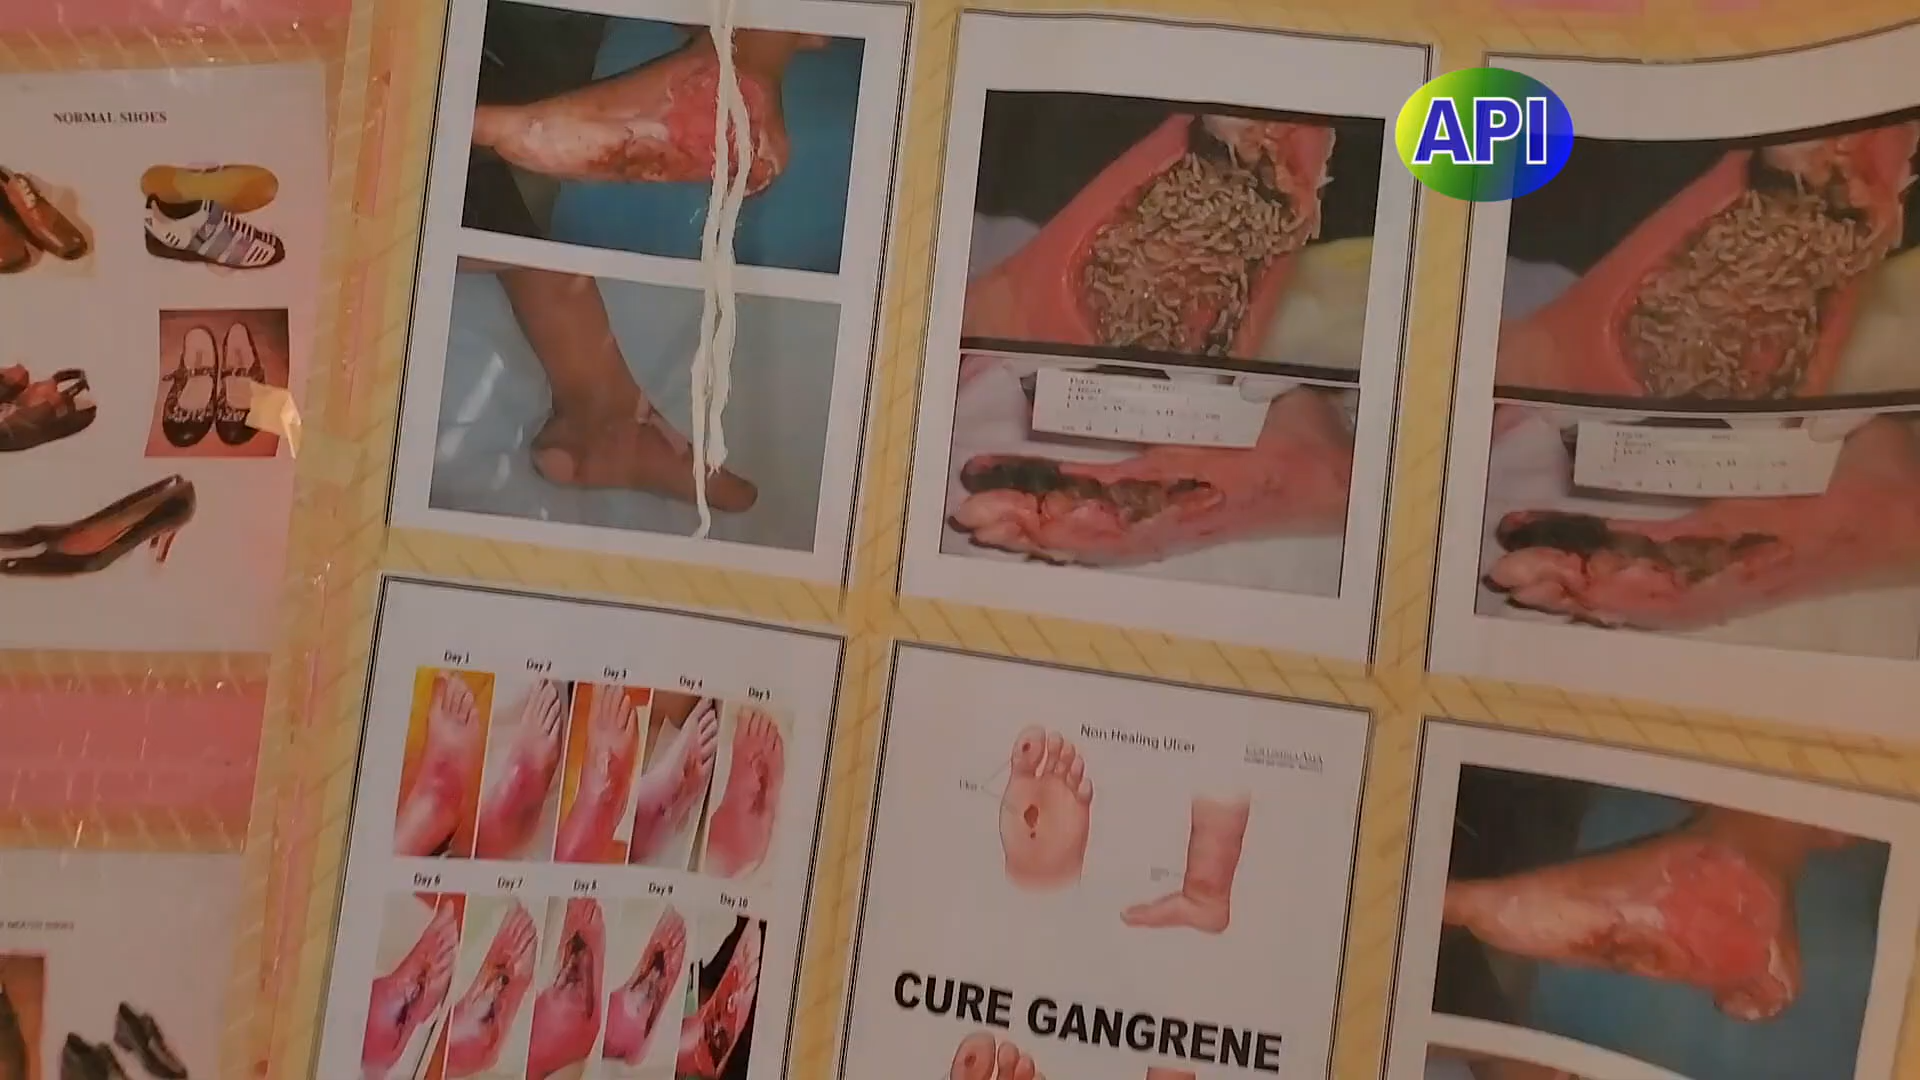 NORMAL SHOES
API
Day 1
Day 2
Day 3
Day 4
Day 5
Day 6
Day 7
Day 8
Day 9
Day 10
Non Healing Ulcer
CURE GANGRENE